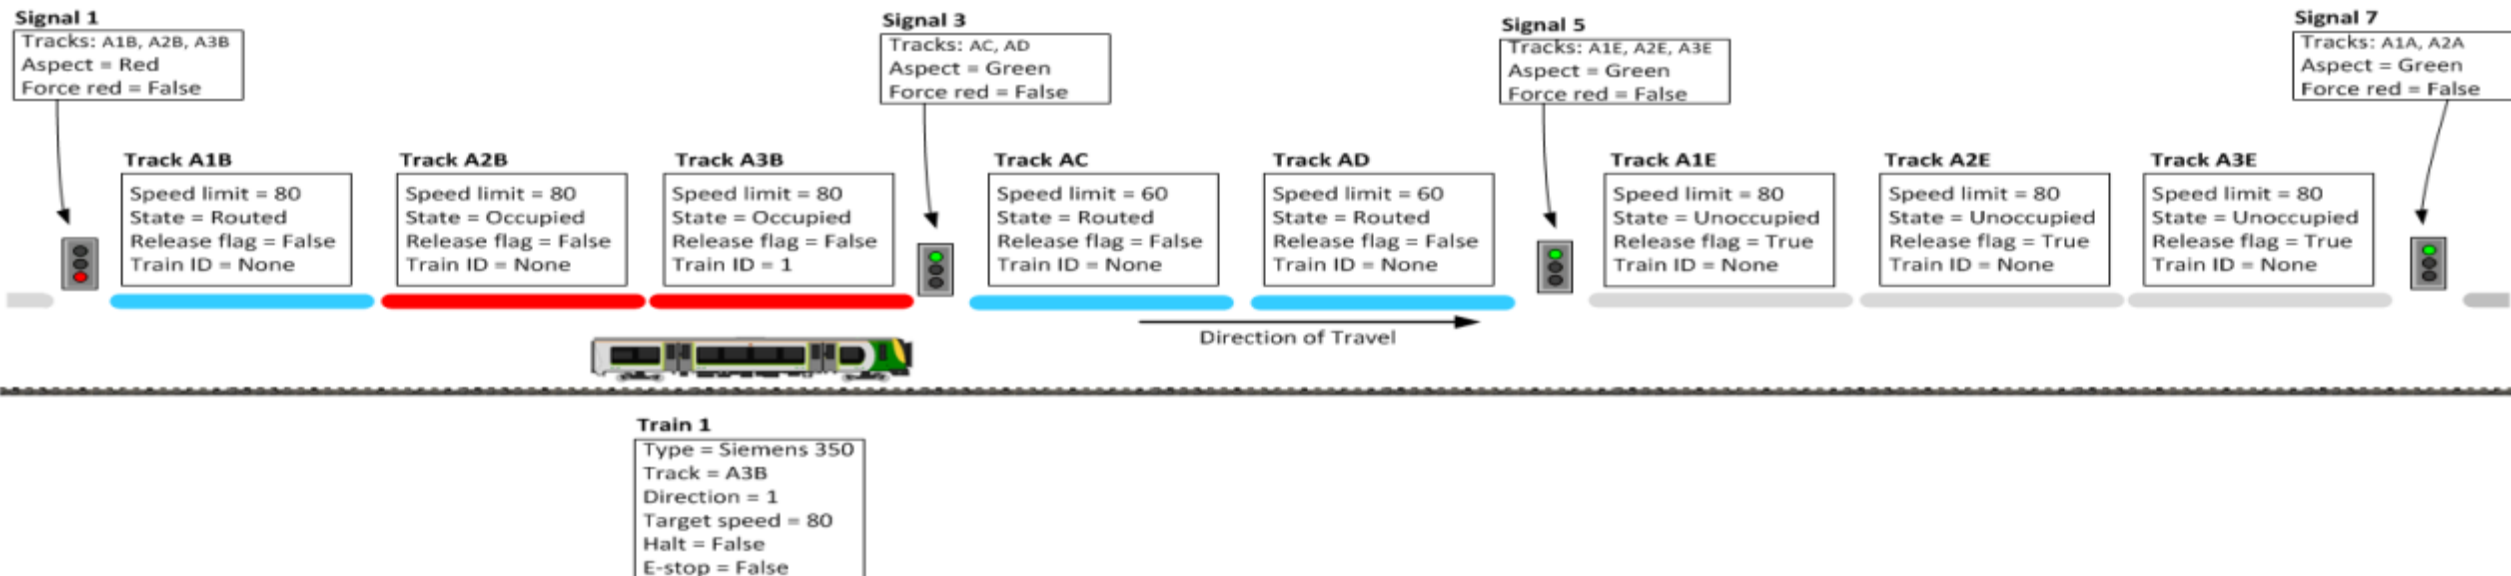 Signal 1
Tracks: A1B, A2B, A3B
Aspect = Red
Force red = False
Signal 3
Tracks: AC, AD
Aspect = Green
Force red = False
Signal 5
Tracks: A1E, A2E, A3E
Aspect = Green
Force red = False
Signal 7
Tracks: A1A, A2A
Aspect = Green
Force red = False
Track A1B
Speed limit = 80
State = Routed
Release flag = False
Train ID = None
Track A2B
Speed limit = 80
State = Occupied
Release flag = False
Train ID = None
Track A3B
Speed limit = 80
State = Occupied
Release flag = False
Train ID = 1
Track AC
Speed limit = 60
State = Routed
Release flag = False
Train ID = None
Track AD
Speed limit = 60
State = Routed
Release flag = False
Train ID = None
Track A1E
Speed limit = 80
State = Unoccupied
Release flag = True
Train ID = None
Track A2E
Speed limit = 80
State = Unoccupied
Release flag = True
Train ID = None
Track A3E
Speed limit = 80
State = Unoccupied
Release flag = True
Train ID = None
Direction of Travel
Train 1
Type = Siemens 350
Track = A3B
Direction = 1
Target speed = 80
Halt = False
E-stop = False